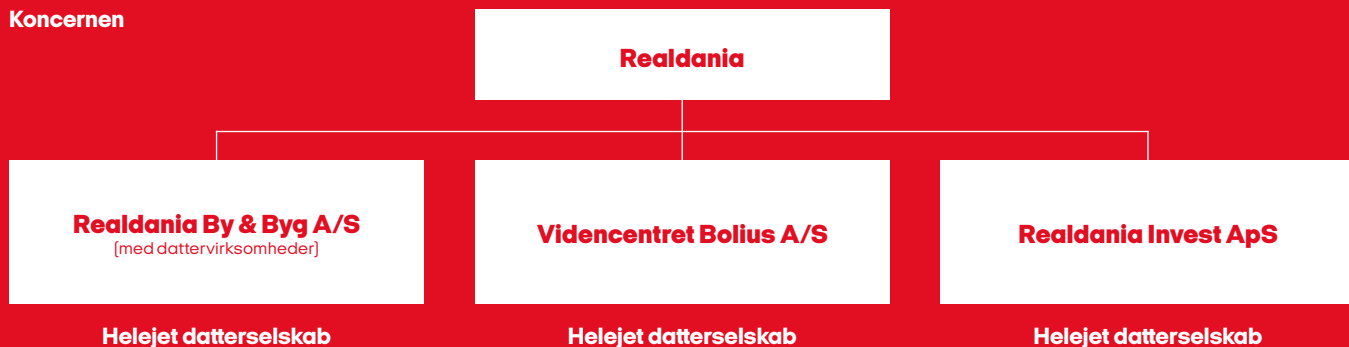 Koncernen
Realdania
Realdania By & Byg A/S
(med dattervirksomheder)
Videncentret Bolius A/S
Realdania Invest ApS
Helejet datterselskab
Helejet datterselskab
Helejet datterselskab